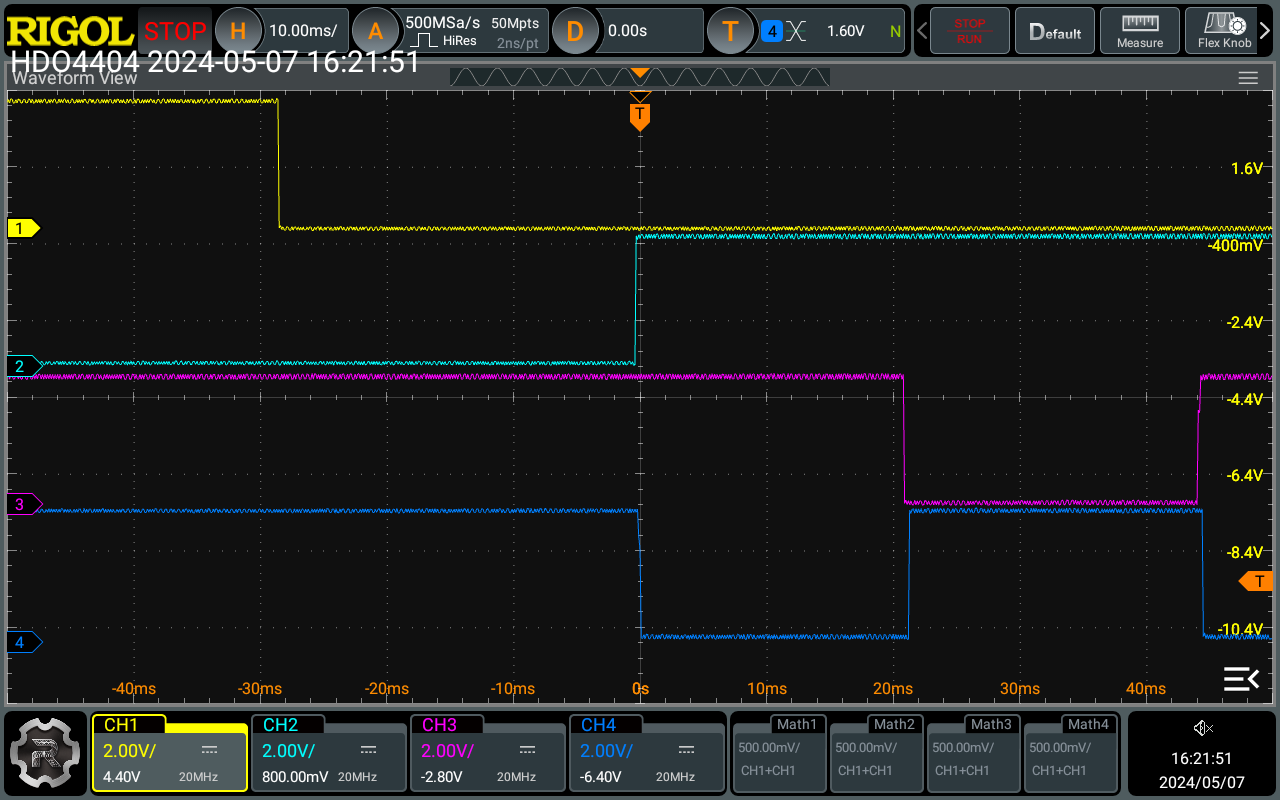 RIGOL STOP H 10.00ms/ A 500MSa/s 50Mpts D 0.00s T 4 1.60V N STOP RUN Default Measure Flex Knob
HiRes 2ns/pt
HDO4404 2024-05-07 16:21:51
Waveform View
T
1.6V
1
-400mV
-2.4V
2
-4.4V
-6.4V
3
-8.4V
T
-10.4V
4
-40ms -30ms -20ms -10ms 0s 10ms 20ms 30ms 40ms
CH1 CH2 CH3 CH4 Math1 Math2 Math3 Math4
2.00V/ 2.00V/ 2.00V/ 2.00V/ 500.00mV/ 500.00mV/ 500.00mV/ 500.00mV/
4.40V 20MHz 800.00mV 20MHz -2.80V 20MHz -6.40V 20MHz CH1+CH1 CH1+CH1 CH1+CH1 CH1+CH1
R
16:21:51
2024/05/07